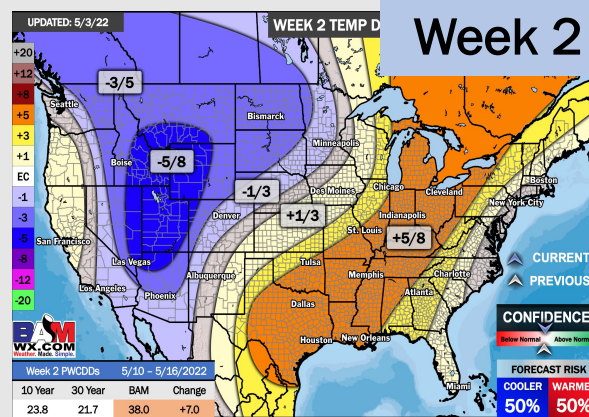 UPDATED: 5/3/22
WEEK 2 TEMP D
Week 2
+20
+12
+8
+5
+3
+1
EC
-1
-3
-5
-8
-12
-20
-3/5
-5/8
-1/3
+1/3
+5/8
Seattle
Bismarck
Minneapolis
Boise
Boston
Des Moines
Chicago
Cleveland
New York City
Denver
Indianapolis
San Francisco
St. Louis
Las Vegas
Albuquerque
Tulsa
Memphis
Charlotte
Los Angeles
Phoenix
Atlanta
Dallas
Houston
New Orleans
Miami
CURRENT
PREVIOUS
CONFIDENCE
Below Normal
Above Norm
FORECAST RISK
COOLER
WARME
50%
50%
BAM
WX.COM
Weather. Made. Simple.
Week 2 PWCDDs
5/10 – 5/16/2022
10 Year
30 Year
BAM
Change
23.8
21.7
38.0
+7.0